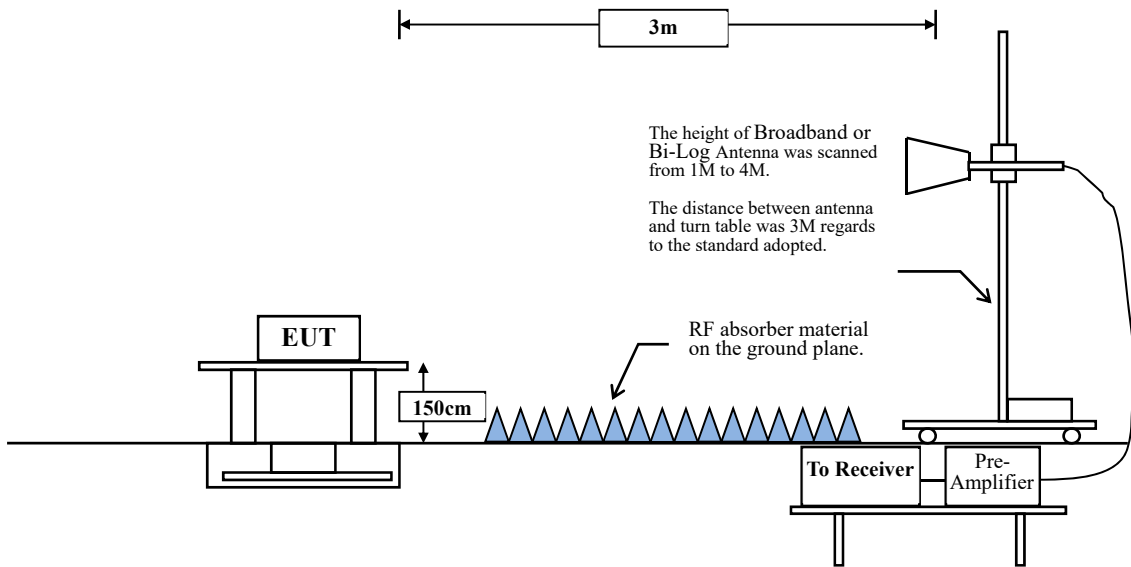 3m
The height of Broadband or
Bi-Log Antenna was scanned
from 1M to 4M.
The distance between antenna
and turn table was 3M regards
to the standard adopted.
EUT
RF absorber material
on the ground plane.
150cm
To Receiver
Pre-
Amplifier